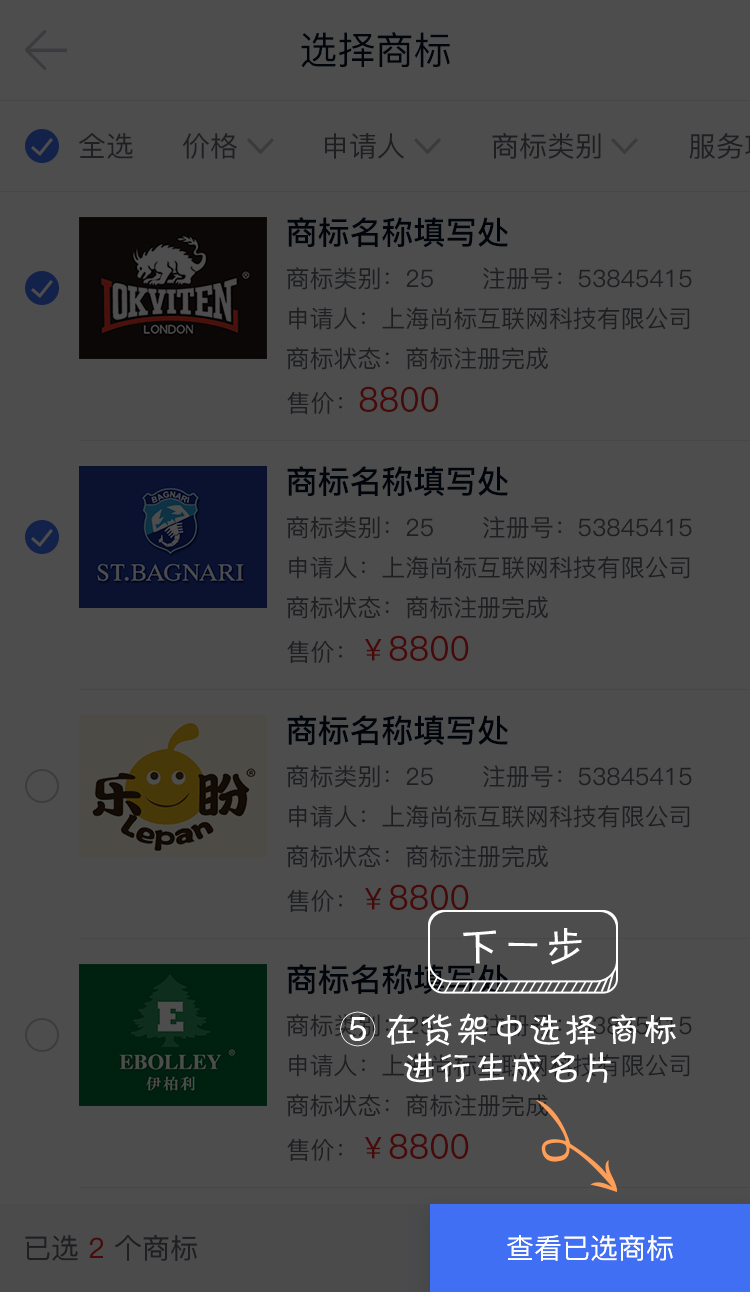 选择商标
全选 价格 申请人 商标类别 服务
商标名称填写处
商标类别：25 注册号：53845415
申请人：上海尚标互联网科技有限公司
商标状态：商标注册完成
售价：8800
LOKVITEN
®
LONDON
商标名称填写处
商标类别：25 注册号：53845415
申请人：上海尚标互联网科技有限公司
商标状态：商标注册完成
售价：￥8800
BAGNARI
ST.BAGNARI
商标名称填写处
商标类别：25 注册号：53845415
申请人：上海尚标互联网科技有限公司
商标状态：商标注册完成
售价：￥8800
乐盼®
Lepan
商标名称填写处
商标类别：25 注册号：53845415
申请人：上海尚标互联网科技有限公司
商标状态：商标注册完成
售价：￥8800
E
EBOLLEY
伊柏利
下一步
⑤在货架中选择商标
进行生成名片
已选 2 个商标
查看已选商标